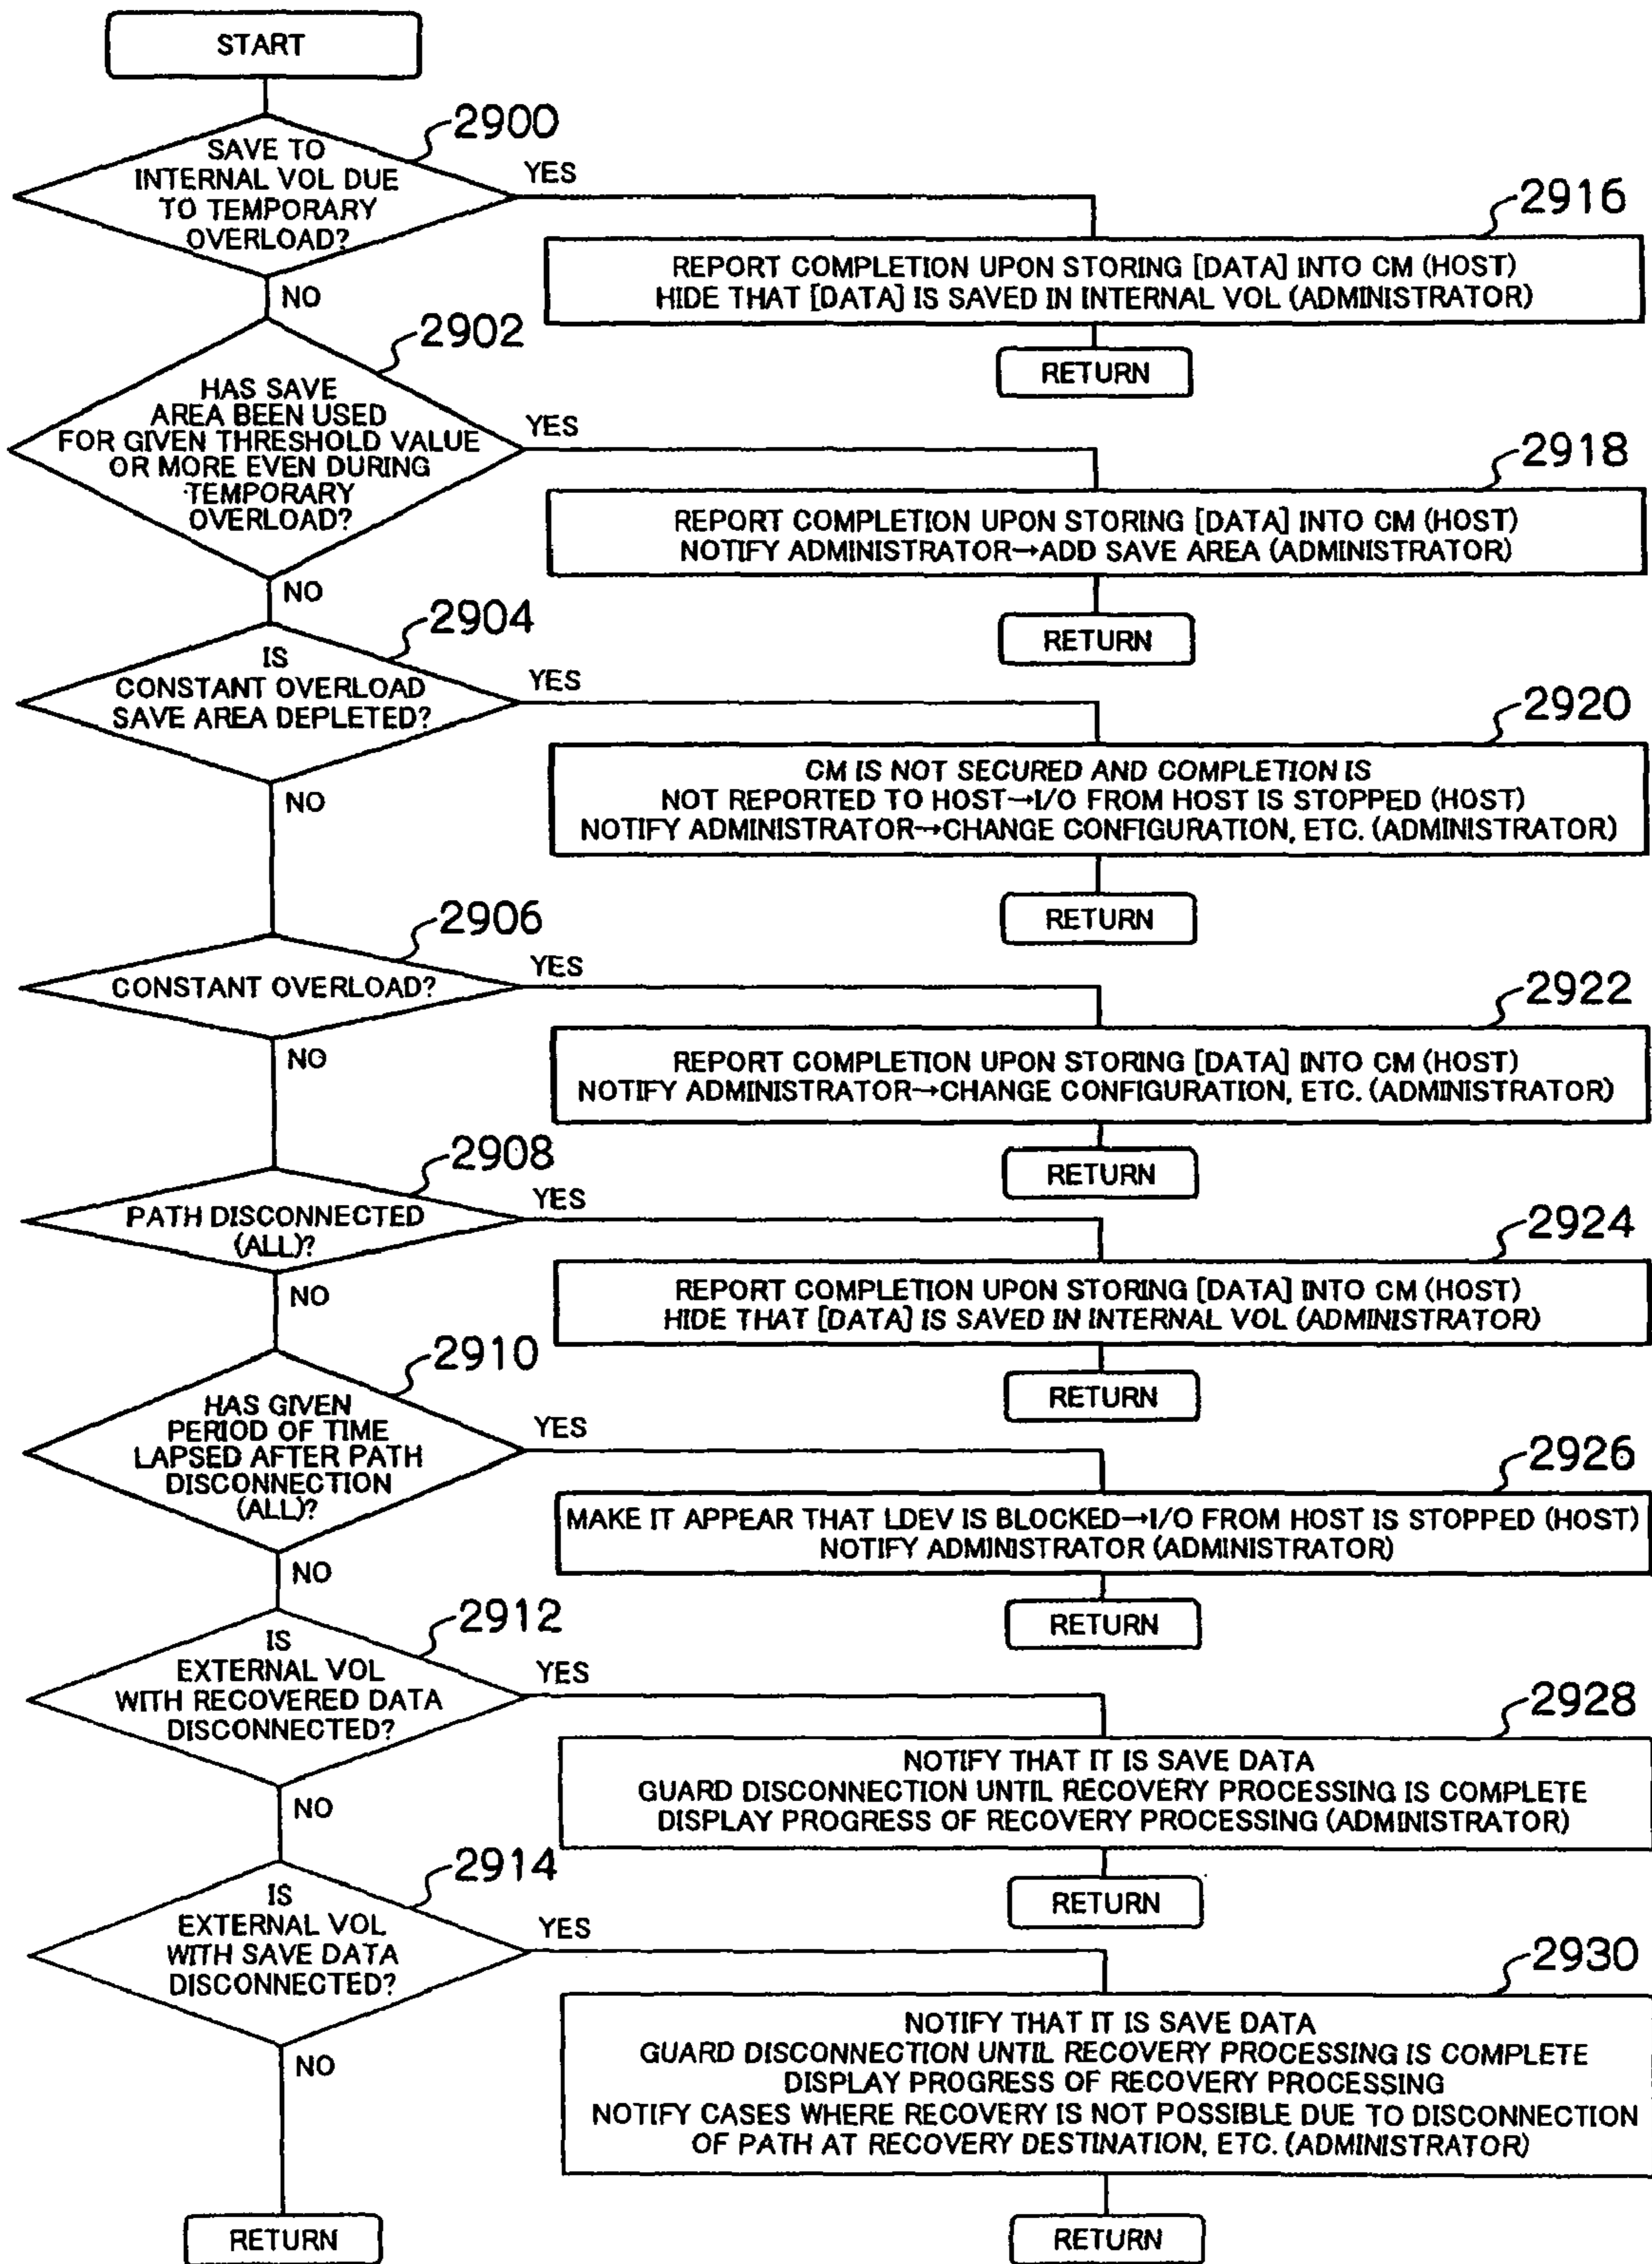 START
2900
SAVE TO
INTERNAL VOL DUE
TO TEMPORARY
OVERLOAD?
YES
NO
2916
REPORT COMPLETION UPON STORING [DATA] INTO CM (HOST)
HIDE THAT [DATA] IS SAVED IN INTERNAL VOL (ADMINISTRATOR)
RETURN
2902
HAS SAVE
AREA BEEN USED
FOR GIVEN THRESHOLD VALUE
OR MORE EVEN DURING
TEMPORARY
OVERLOAD?
YES
NO
2918
REPORT COMPLETION UPON STORING [DATA] INTO CM (HOST)
NOTIFY ADMINISTRATOR→ADD SAVE AREA (ADMINISTRATOR)
RETURN
2904
IS
CONSTANT OVERLOAD
SAVE AREA DEPLETED?
YES
NO
2920
CM IS NOT SECURED AND COMPLETION IS
NOT REPORTED TO HOST→I/O FROM HOST IS STOPPED (HOST)
NOTIFY ADMINISTRATOR→CHANGE CONFIGURATION, ETC. (ADMINISTRATOR)
RETURN
2906
CONSTANT OVERLOAD?
YES
NO
2922
REPORT COMPLETION UPON STORING [DATA] INTO CM (HOST)
NOTIFY ADMINISTRATOR→CHANGE CONFIGURATION, ETC. (ADMINISTRATOR)
RETURN
2908
PATH DISCONNECTED
(ALL)?
YES
NO
2924
REPORT COMPLETION UPON STORING [DATA] INTO CM (HOST)
HIDE THAT [DATA] IS SAVED IN INTERNAL VOL (ADMINISTRATOR)
RETURN
2910
HAS GIVEN
PERIOD OF TIME
LAPSED AFTER PATH
DISCONNECTION
(ALL)?
YES
NO
2926
MAKE IT APPEAR THAT LDEV IS BLOCKED→I/O FROM HOST IS STOPPED (HOST)
NOTIFY ADMINISTRATOR (ADMINISTRATOR)
RETURN
2912
IS
EXTERNAL VOL
WITH RECOVERED DATA
DISCONNECTED?
YES
NO
2928
NOTIFY THAT IT IS SAVE DATA
GUARD DISCONNECTION UNTIL RECOVERY PROCESSING IS COMPLETE
DISPLAY PROGRESS OF RECOVERY PROCESSING (ADMINISTRATOR)
RETURN
2914
IS
EXTERNAL VOL
WITH SAVE DATA
DISCONNECTED?
YES
NO
2930
NOTIFY THAT IT IS SAVE DATA
GUARD DISCONNECTION UNTIL RECOVERY PROCESSING IS COMPLETE
DISPLAY PROGRESS OF RECOVERY PROCESSING
NOTIFY CASES WHERE RECOVERY IS NOT POSSIBLE DUE TO DISCONNECTION
OF PATH AT RECOVERY DESTINATION, ETC. (ADMINISTRATOR)
RETURN
RETURN